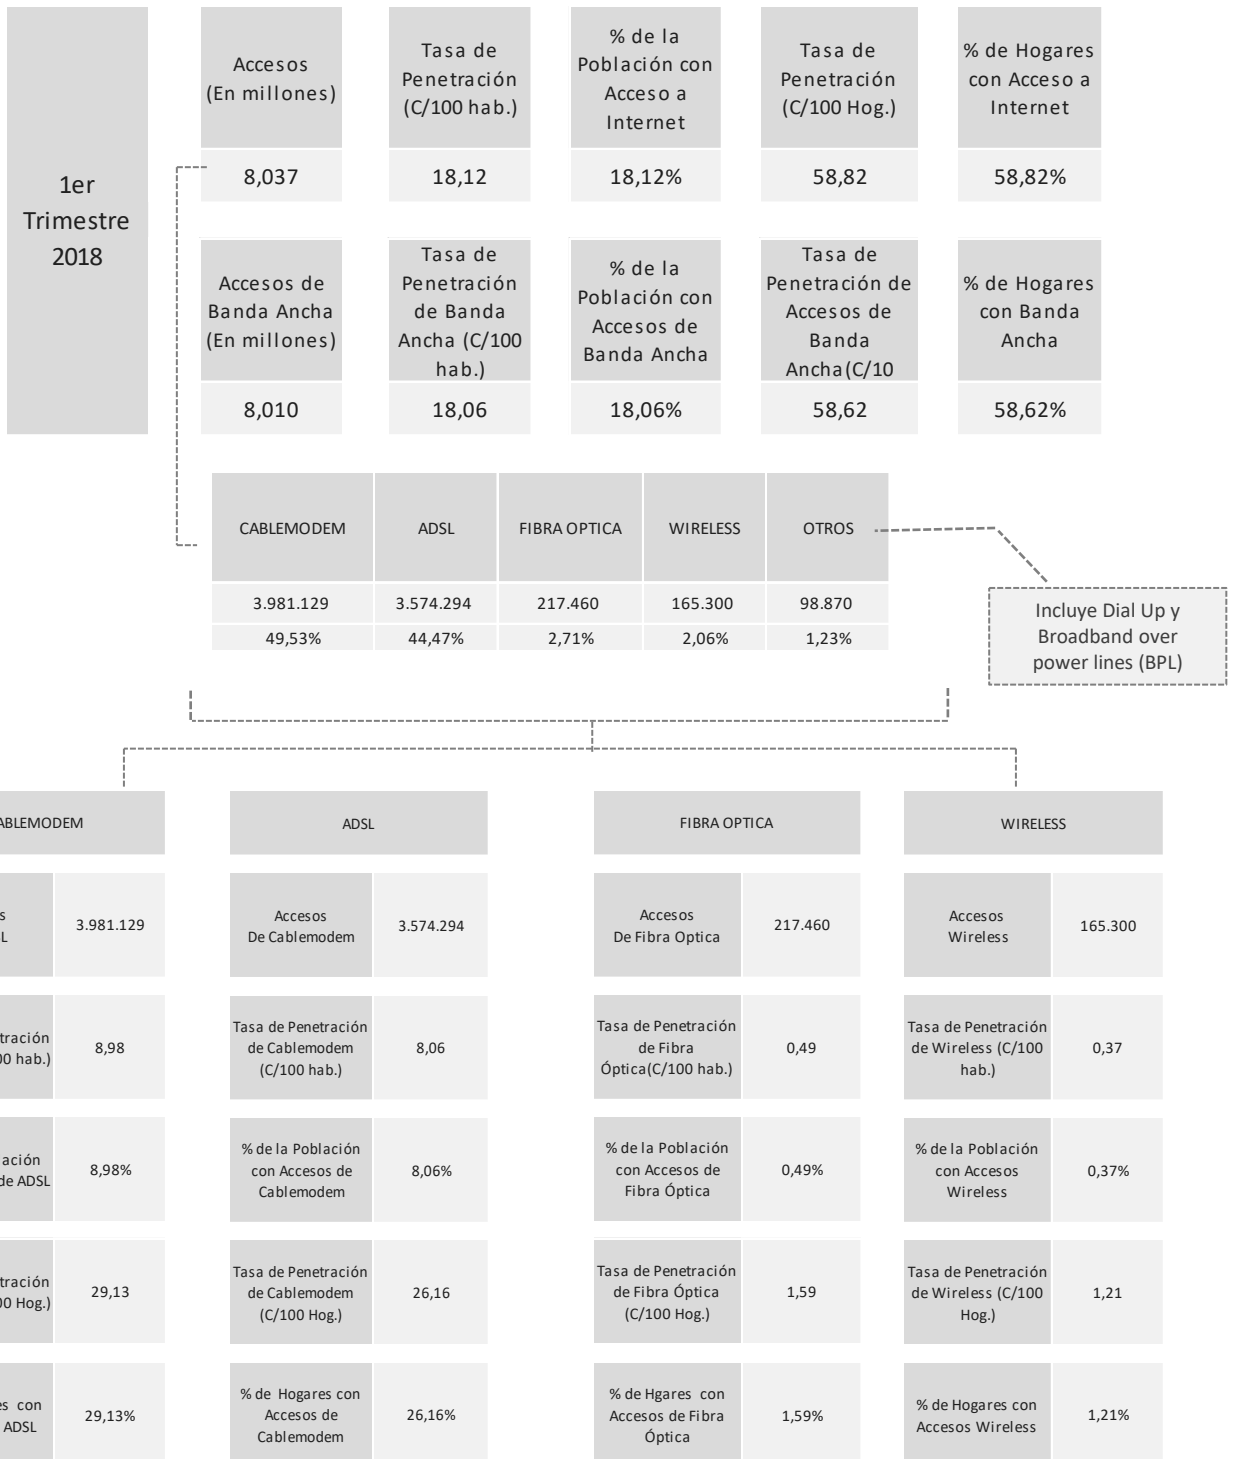 1er
Trimestre
2018
Accesos
(En millones)
Tasa de
Penetración
(C/100 hab.)
% de la
Población con
Acceso a
Internet
Tasa de
Penetración
(C/100 Hog.)
% de Hogares
con Acceso a
Internet
8,037
18,12
18,12%
58,82
58,82%
Accesos de
Banda Ancha
(En millones)
Tasa de
Penetración
de Banda
Ancha (C/100
hab.)
% de la
Población con
Accesos de
Banda Ancha
Tasa de
Penetración de
Accesos de
Banda
Ancha(C/10
% de Hogares
con Banda
Ancha
8,010
18,06
18,06%
58,62
58,62%
CABLEMODEM
ADSL
FIBRA OPTICA
WIRELESS
OTROS
3.981.129
3.574.294
217.460
165.300
98.870
49,53%
44,47%
2,71%
2,06%
1,23%
Incluye Dial Up y
Broadband over
power lines (BPL)
ABLEMODEM
s
L
3.981.129
tración
00 hab.)
8,98
ación
de ADSL
8,98%
tración
00 Hog.)
29,13
es con
ADSL
29,13%
ADSL
Accesos
De Cablemodem
3.574.294
Tasa de Penetración
de Cablemodem
(C/100 hab.)
8,06
% de la Población
con Accesos de
Cablemodem
8,06%
Tasa de Penetración
de Cablemodem
(C/100 Hog.)
26,16
% de Hogares con
Accesos de
Cablemodem
26,16%
FIBRA OPTICA
Accesos
De Fibra Optica
217.460
Tasa de Penetración
de Fibra
Óptica(C/100 hab.)
0,49
% de la Población
con Accesos de
Fibra Óptica
0,49%
Tasa de Penetración
de Fibra Óptica
(C/100 Hog.)
1,59
% de Hgares con
Accesos de Fibra
Óptica
1,59%
WIRELESS
Accesos
Wireless
165.300
Tasa de Penetración
de Wireless (C/100
hab.)
0,37
% de la Población
con Accesos
Wireless
0,37%
Tasa de Penetración
de Wireless (C/100
Hog.)
1,21
% de Hogares con
Accesos Wireless
1,21%